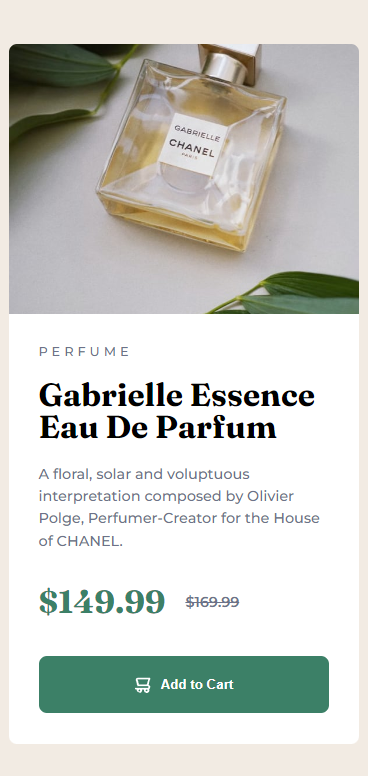 GABRIELLE
CHANEL
PARIS
PERFUME
Gabrielle Essence
Eau De Parfum
A floral, solar and voluptuous
interpretation composed by Olivier
Polge, Perfumer-Creator for the House
of CHANEL.
$149.99 $169.99
Add to Cart